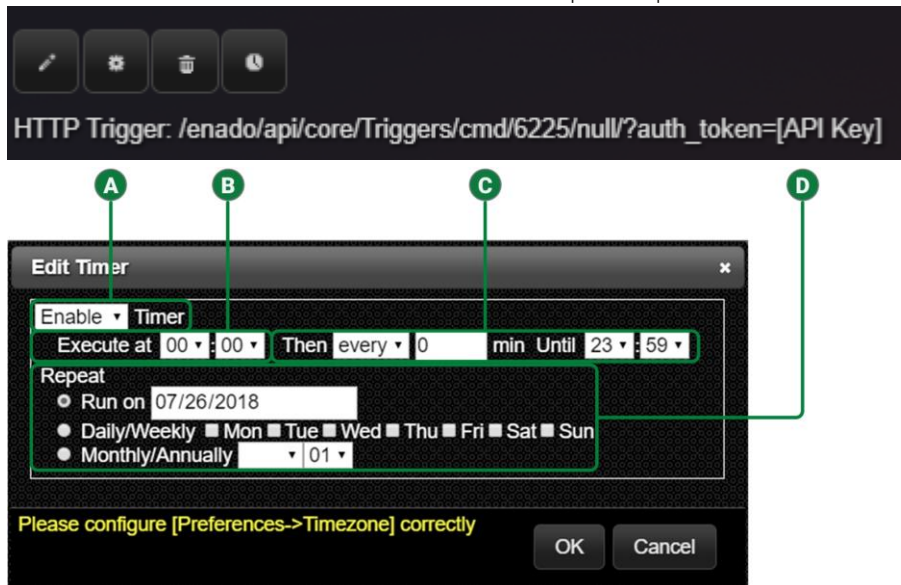 HTTP Trigger: /enado/api/core/Triggers/cmd/6225/null/?auth_token=[API Key]
A B C D
Edit Timer ×
Enable Timer
Execute at 00 : 00 Then every 0 min Until 23 : 59
Repeat
Run on 07/26/2018
Daily/Weekly Mon Tue Wed Thu Fri Sat Sun
Monthly/Annually 01
Please configure [Preferences->Timezone] correctly
OK Cancel